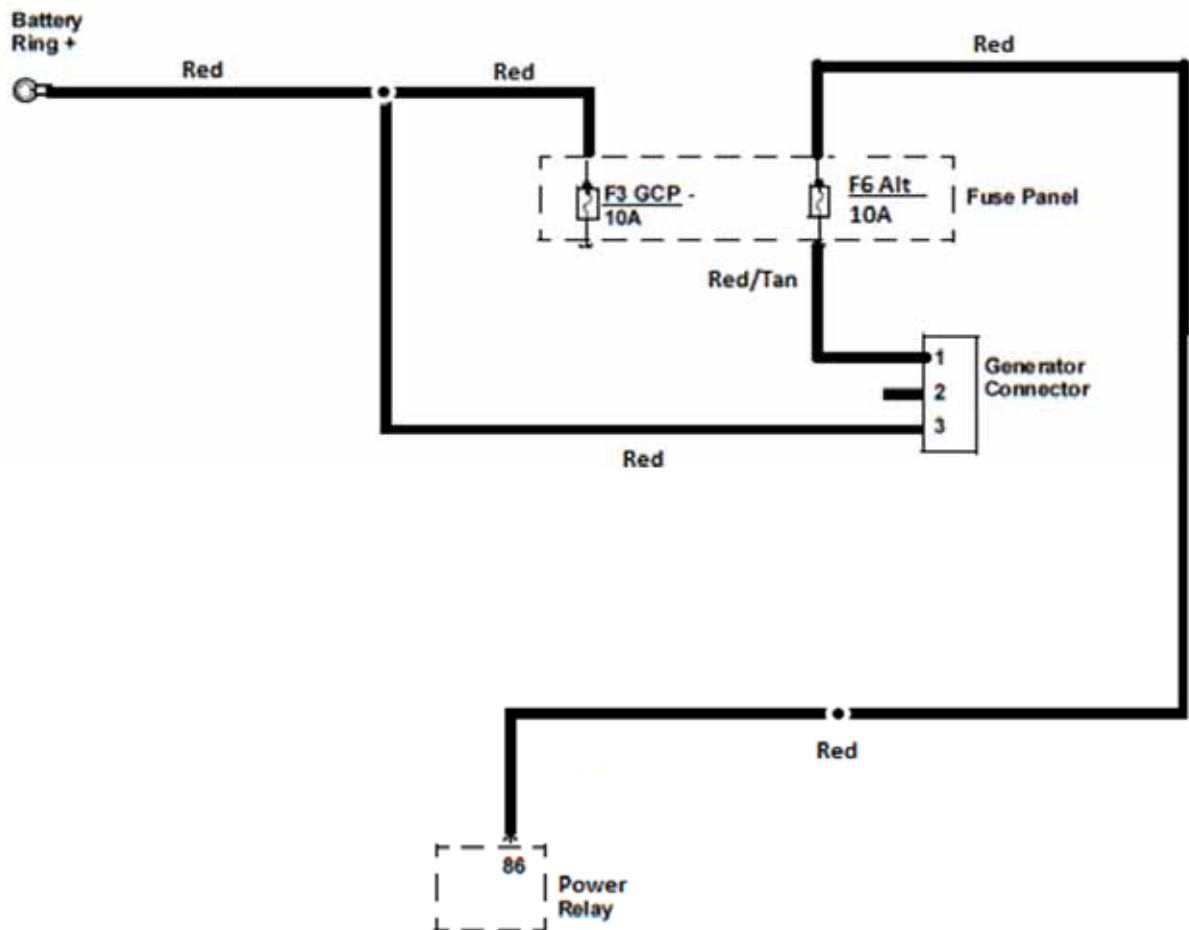 Battery
Ring +
Red
Red
Red
F3 GCP -
10A
F6 Alt
10A
Fuse Panel
Red/Tan
1
2
3
Generator
Connector
Red
Red
86
Power
Relay